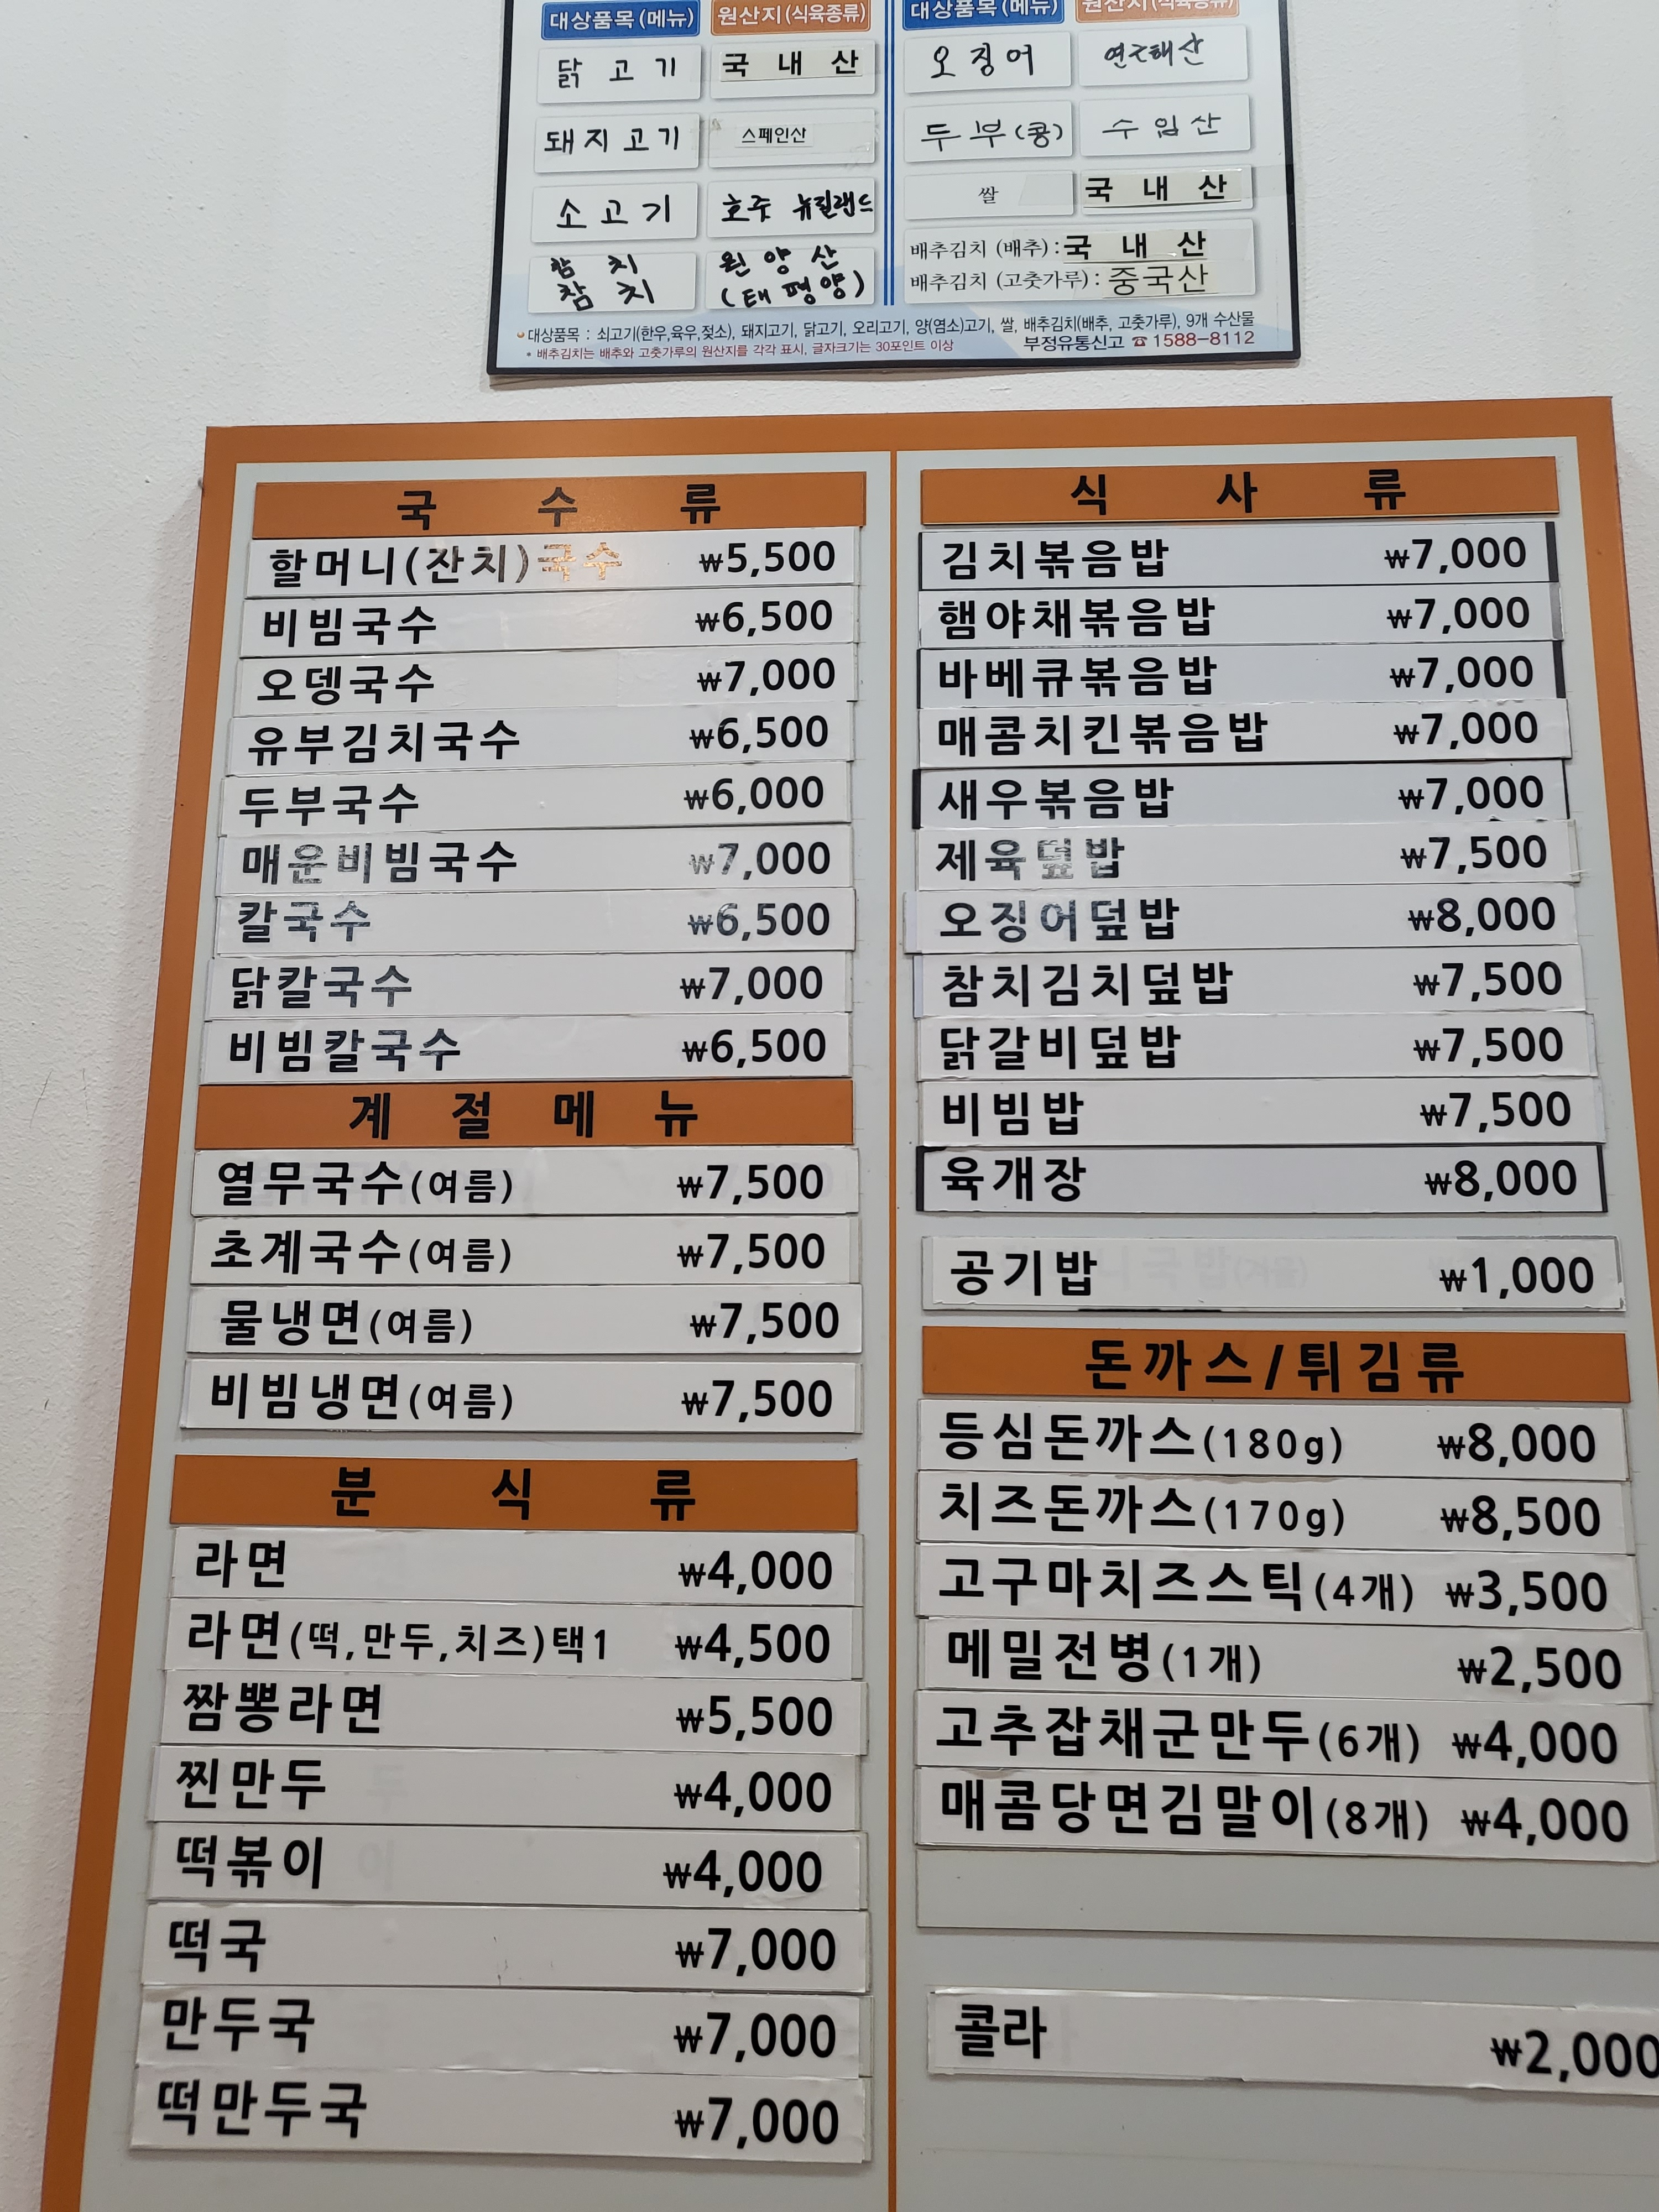 대상품목(메뉴) 원산지(식육종류)
닭고기 국내산
돼지고기 스페인산
소고기 호주 뉴질랜드
참치 원양산
참치 (태평양)
대상품목(메뉴) 원산지(식육종류)
오징어 연근해산
두부(콩) 수입산
쌀 국내산
배추김치 (배추) : 국내산
배추김치 (고춧가루) : 중국산
• 대상품목 : 쇠고기(한우,육우,젖소), 돼지고기, 닭고기, 오리고기, 양(염소)고기, 쌀, 배추김치(배추, 고춧가루), 9개 수산물
• 배추김치는 배추와 고춧가루의 원산지를 각각 표시, 글자크기는 30포인트 이상
부정유통신고 ☎ 1588-8112
국수류
할머니(잔치)국수 ₩5,500
비빔국수 ₩6,500
오뎅국수 ₩7,000
유부김치국수 ₩6,500
두부국수 ₩6,000
매운비빔국수 ₩7,000
칼국수 ₩6,500
닭칼국수 ₩7,000
비빔칼국수 ₩6,500
계절메뉴
열무국수(여름) ₩7,500
초계국수(여름) ₩7,500
물냉면(여름) ₩7,500
비빔냉면(여름) ₩7,500
분식류
라면 ₩4,000
라면(떡,만두,치즈)택1 ₩4,500
짬뽕라면 ₩5,500
찐만두 ₩4,000
떡볶이 ₩4,000
떡국 ₩7,000
만두국 ₩7,000
떡만두국 ₩7,000
식사류
김치볶음밥 ₩7,000
햄야채볶음밥 ₩7,000
바베큐볶음밥 ₩7,000
매콤치킨볶음밥 ₩7,000
새우볶음밥 ₩7,000
제육덮밥 ₩7,500
오징어덮밥 ₩8,000
참치김치덮밥 ₩7,500
닭갈비덮밥 ₩7,500
비빔밥 ₩7,500
육개장 ₩8,000
공기밥 ₩1,000
돈까스/튀김류
등심돈까스(180g) ₩8,000
치즈돈까스(170g) ₩8,500
고구마치즈스틱(4개) ₩3,500
메밀전병(1개) ₩2,500
고추잡채군만두(6개) ₩4,000
매콤당면김말이(8개) ₩4,000
콜라 ₩2,000